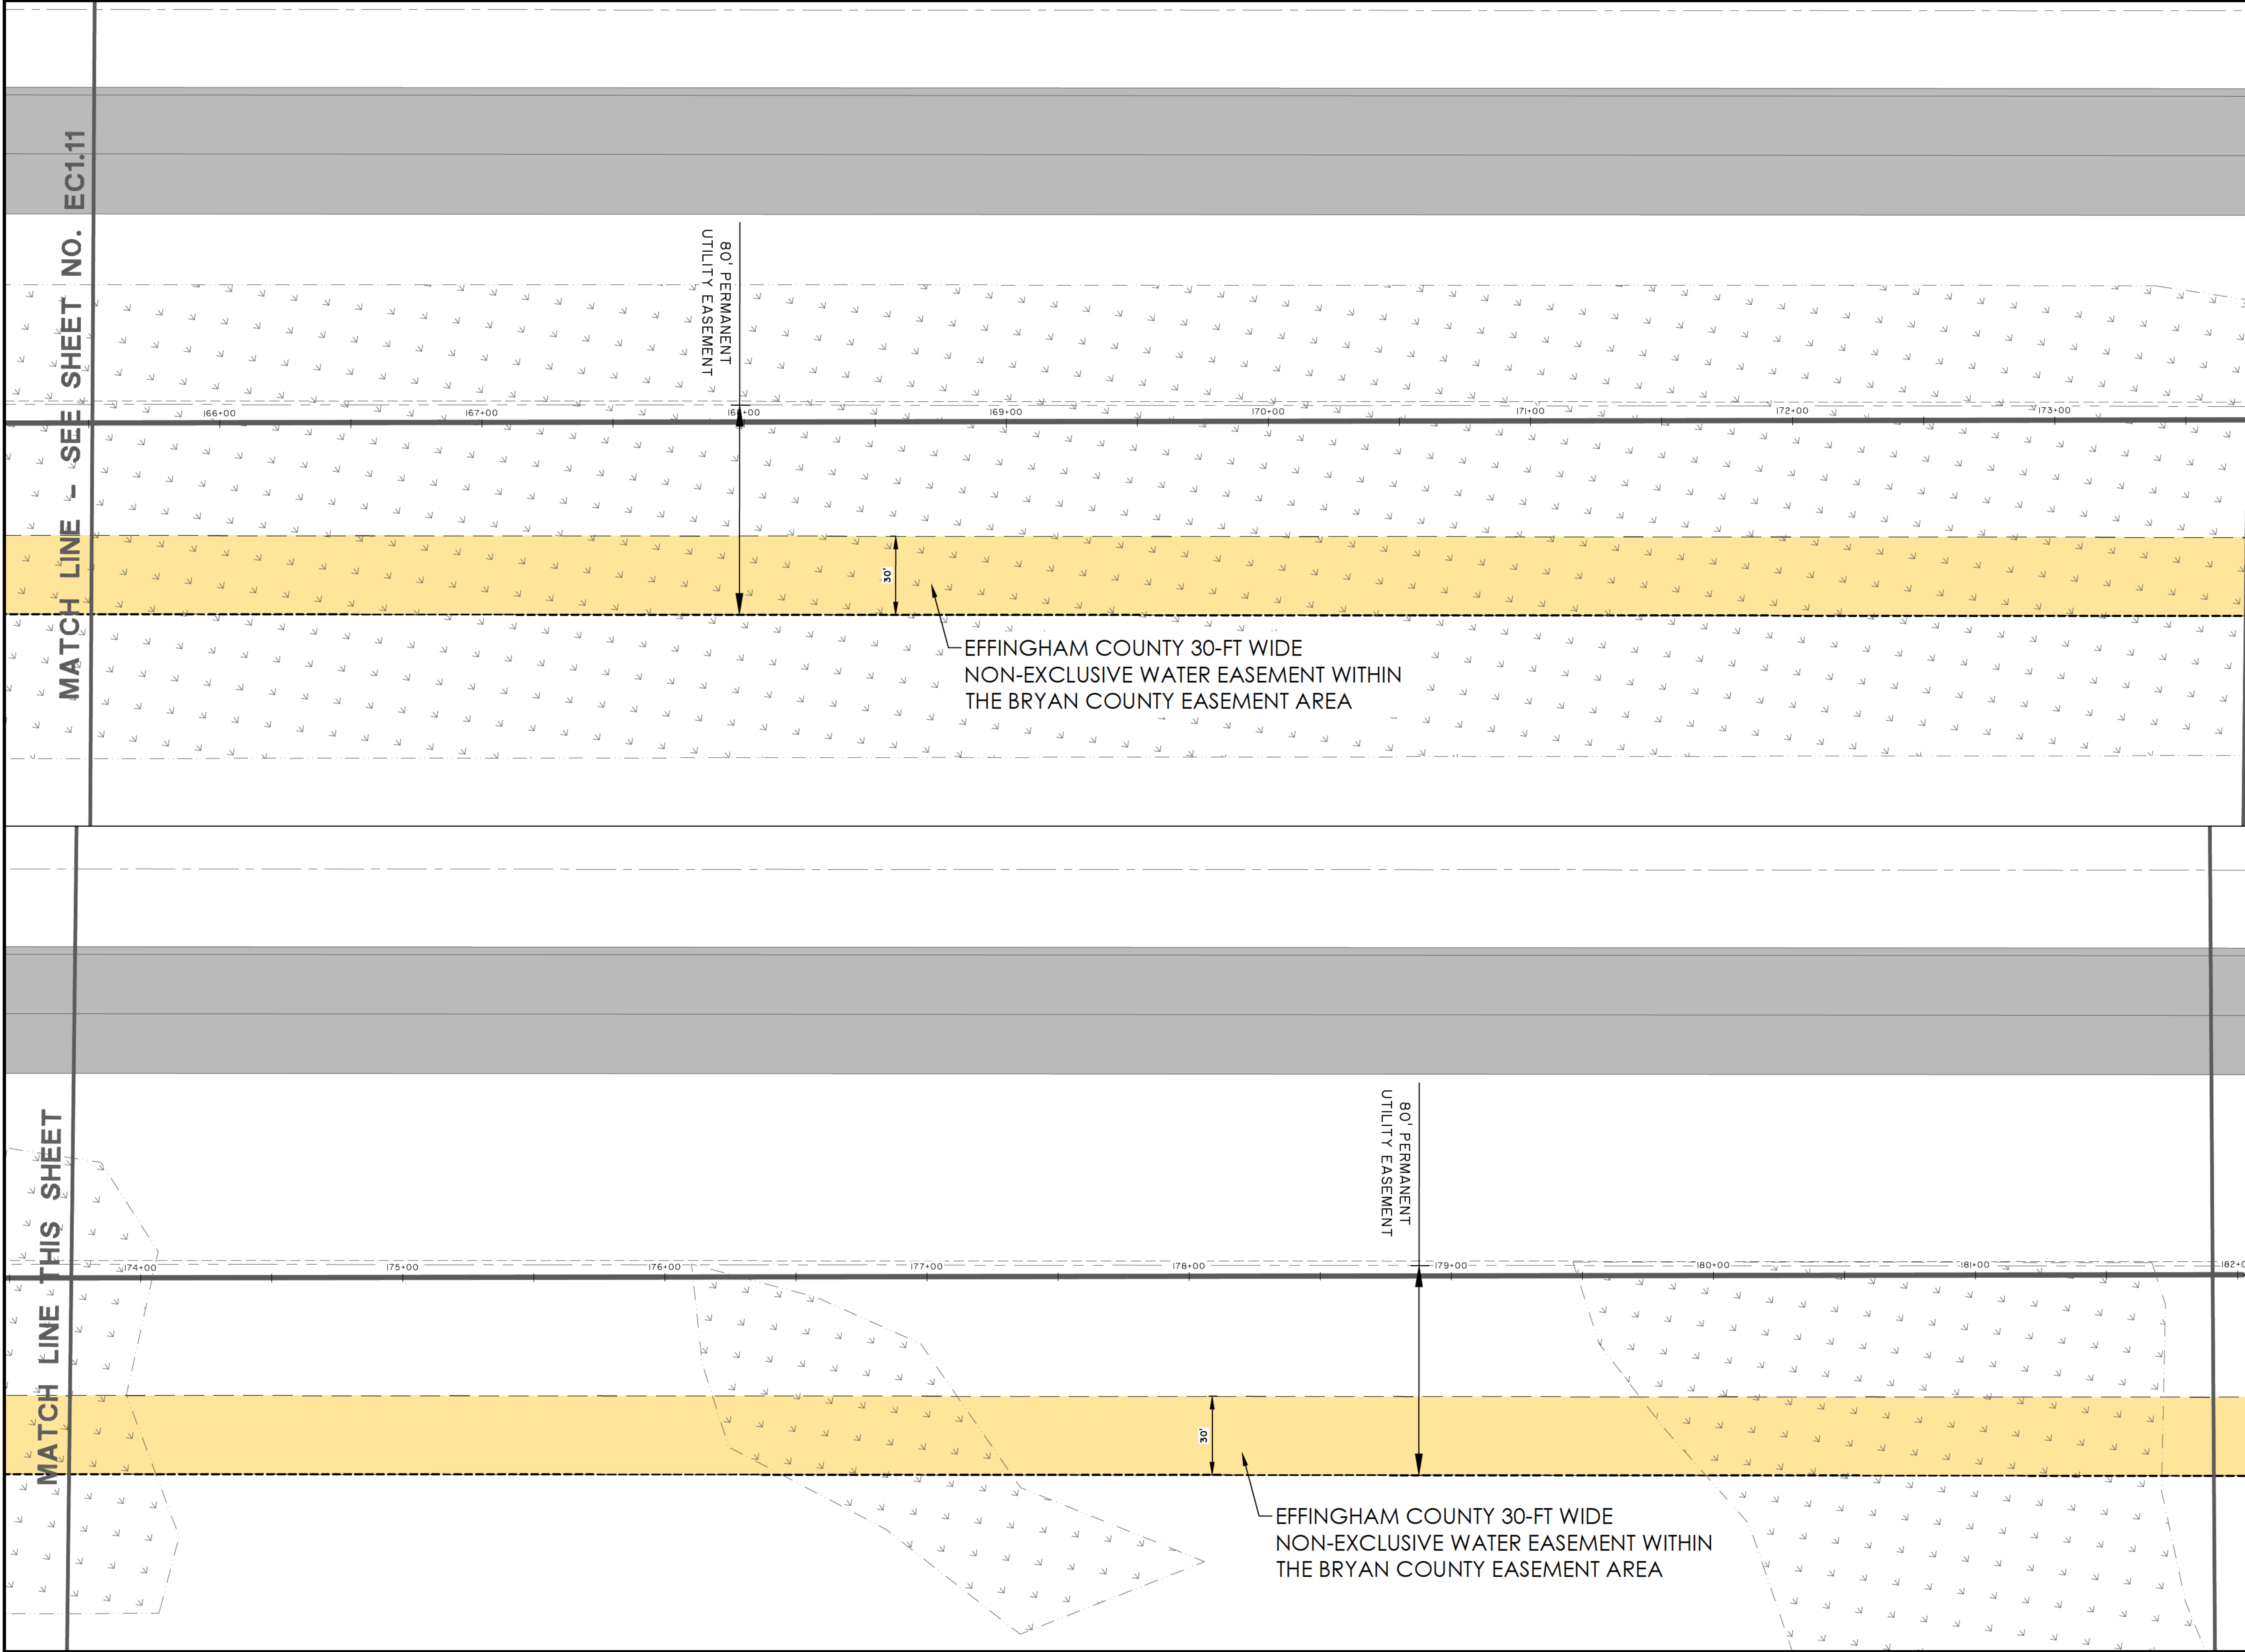 MATCH LINE - SEE SHEET NO. EC1.11
80' PERMANENT
UTILITY EASEMENT
166+00
167+00
168+00
169+00
170+00
171+00
172+00
173+00
30'
EFFINGHAM COUNTY 30-FT WIDE
NON-EXCLUSIVE WATER EASEMENT WITHIN
THE BRYAN COUNTY EASEMENT AREA
MATCH LINE THIS SHEET
80' PERMANENT
UTILITY EASEMENT
174+00
175+00
176+00
177+00
178+00
179+00
180+00
181+00
182+0
30'
EFFINGHAM COUNTY 30-FT WIDE
NON-EXCLUSIVE WATER EASEMENT WITHIN
THE BRYAN COUNTY EASEMENT AREA